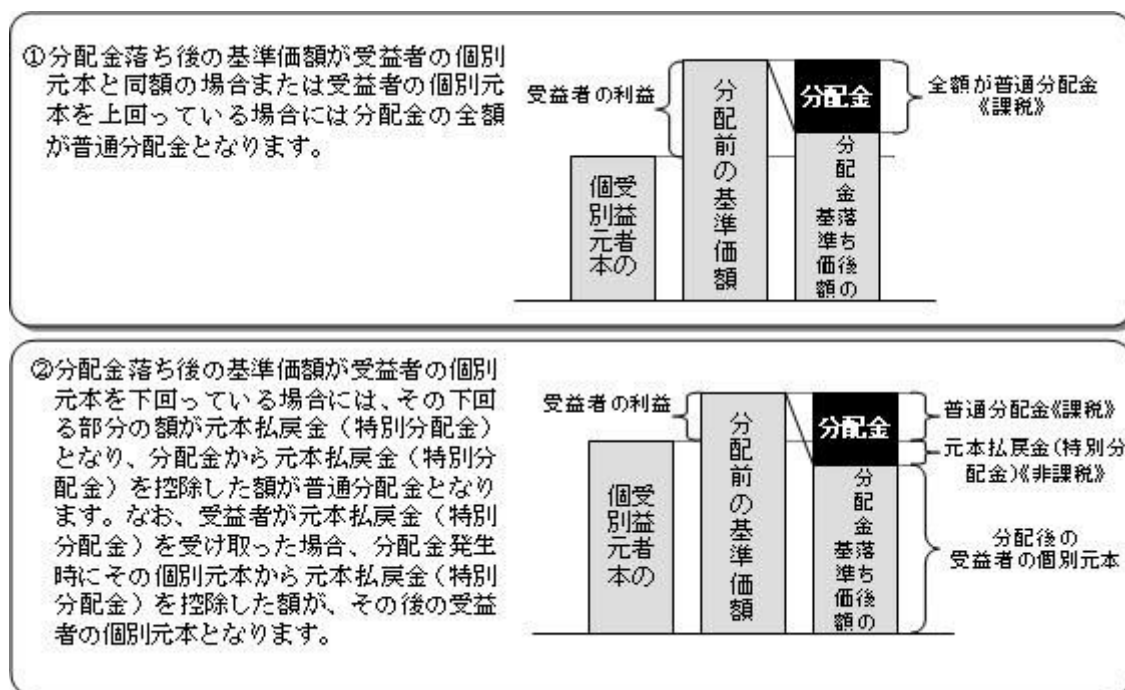 ①分配金落ち後の基準価額が受益者の個別
元本と同額の場合または受益者の個別元
本を上回っている場合には分配金の全額
が普通分配金となります。
受益者の利益
個別元本
受益者の
分配前の基準価額
分配金
分配金落ち後の
基準価額
全額が普通分配金
《課税》
②分配金落ち後の基準価額が受益者の個別
元本を下回っている場合には、その下回
る部分の額が元本払戻金（特別分配金）
となり、分配金から元本払戻金（特別分
配金）を控除した額が普通分配金となり
ます。なお、受益者が元本払戻金（特別
分配金）を受け取った場合、分配金発生
時にその個別元本から元本払戻金（特別
分配金）を控除した額が、その後の受益
者の個別元本となります。
受益者の利益
受益者の
個別元本
分配前の基準価額
分配金
分配金落ち後の
基準価額
普通分配金《課税》
元本払戻金(特別分
配金)《非課税》
分配後の
受益者の個別元本